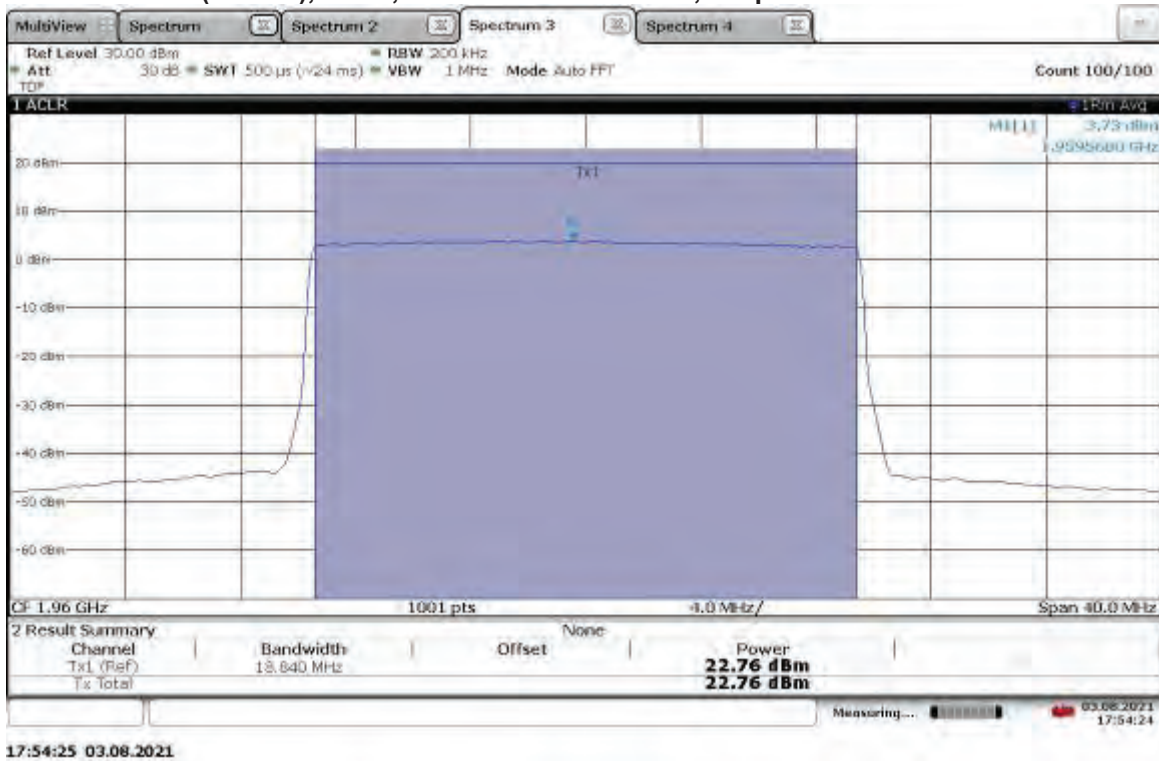 MultiView Spectrum Spectrum 2 Spectrum 3 Spectrum 4
Ref Level 30.00 dBm RBW 200 kHz
Att 30 dB SWT 500 µs (~24 ms) VBW 1 MHz Mode Auto FFT Count 100/100
TDF
1 ACLR 1Rm Avg
M1[1] 3.73 dBm
1.9595680 GHz
20 dBm
Tx1
10 dBm
0 dBm
-10 dBm
-20 dBm
-30 dBm
-40 dBm
-50 dBm
-60 dBm
CF 1.96 GHz 1001 pts 4.0 MHz/ Span 40.0 MHz
2 Result Summary None
Channel Bandwidth Offset Power
Tx1 (Ref) 18.840 MHz 22.76 dBm
Tx Total 22.76 dBm
Measuring... 03.08.2021
17:54:24
17:54:25 03.08.2021